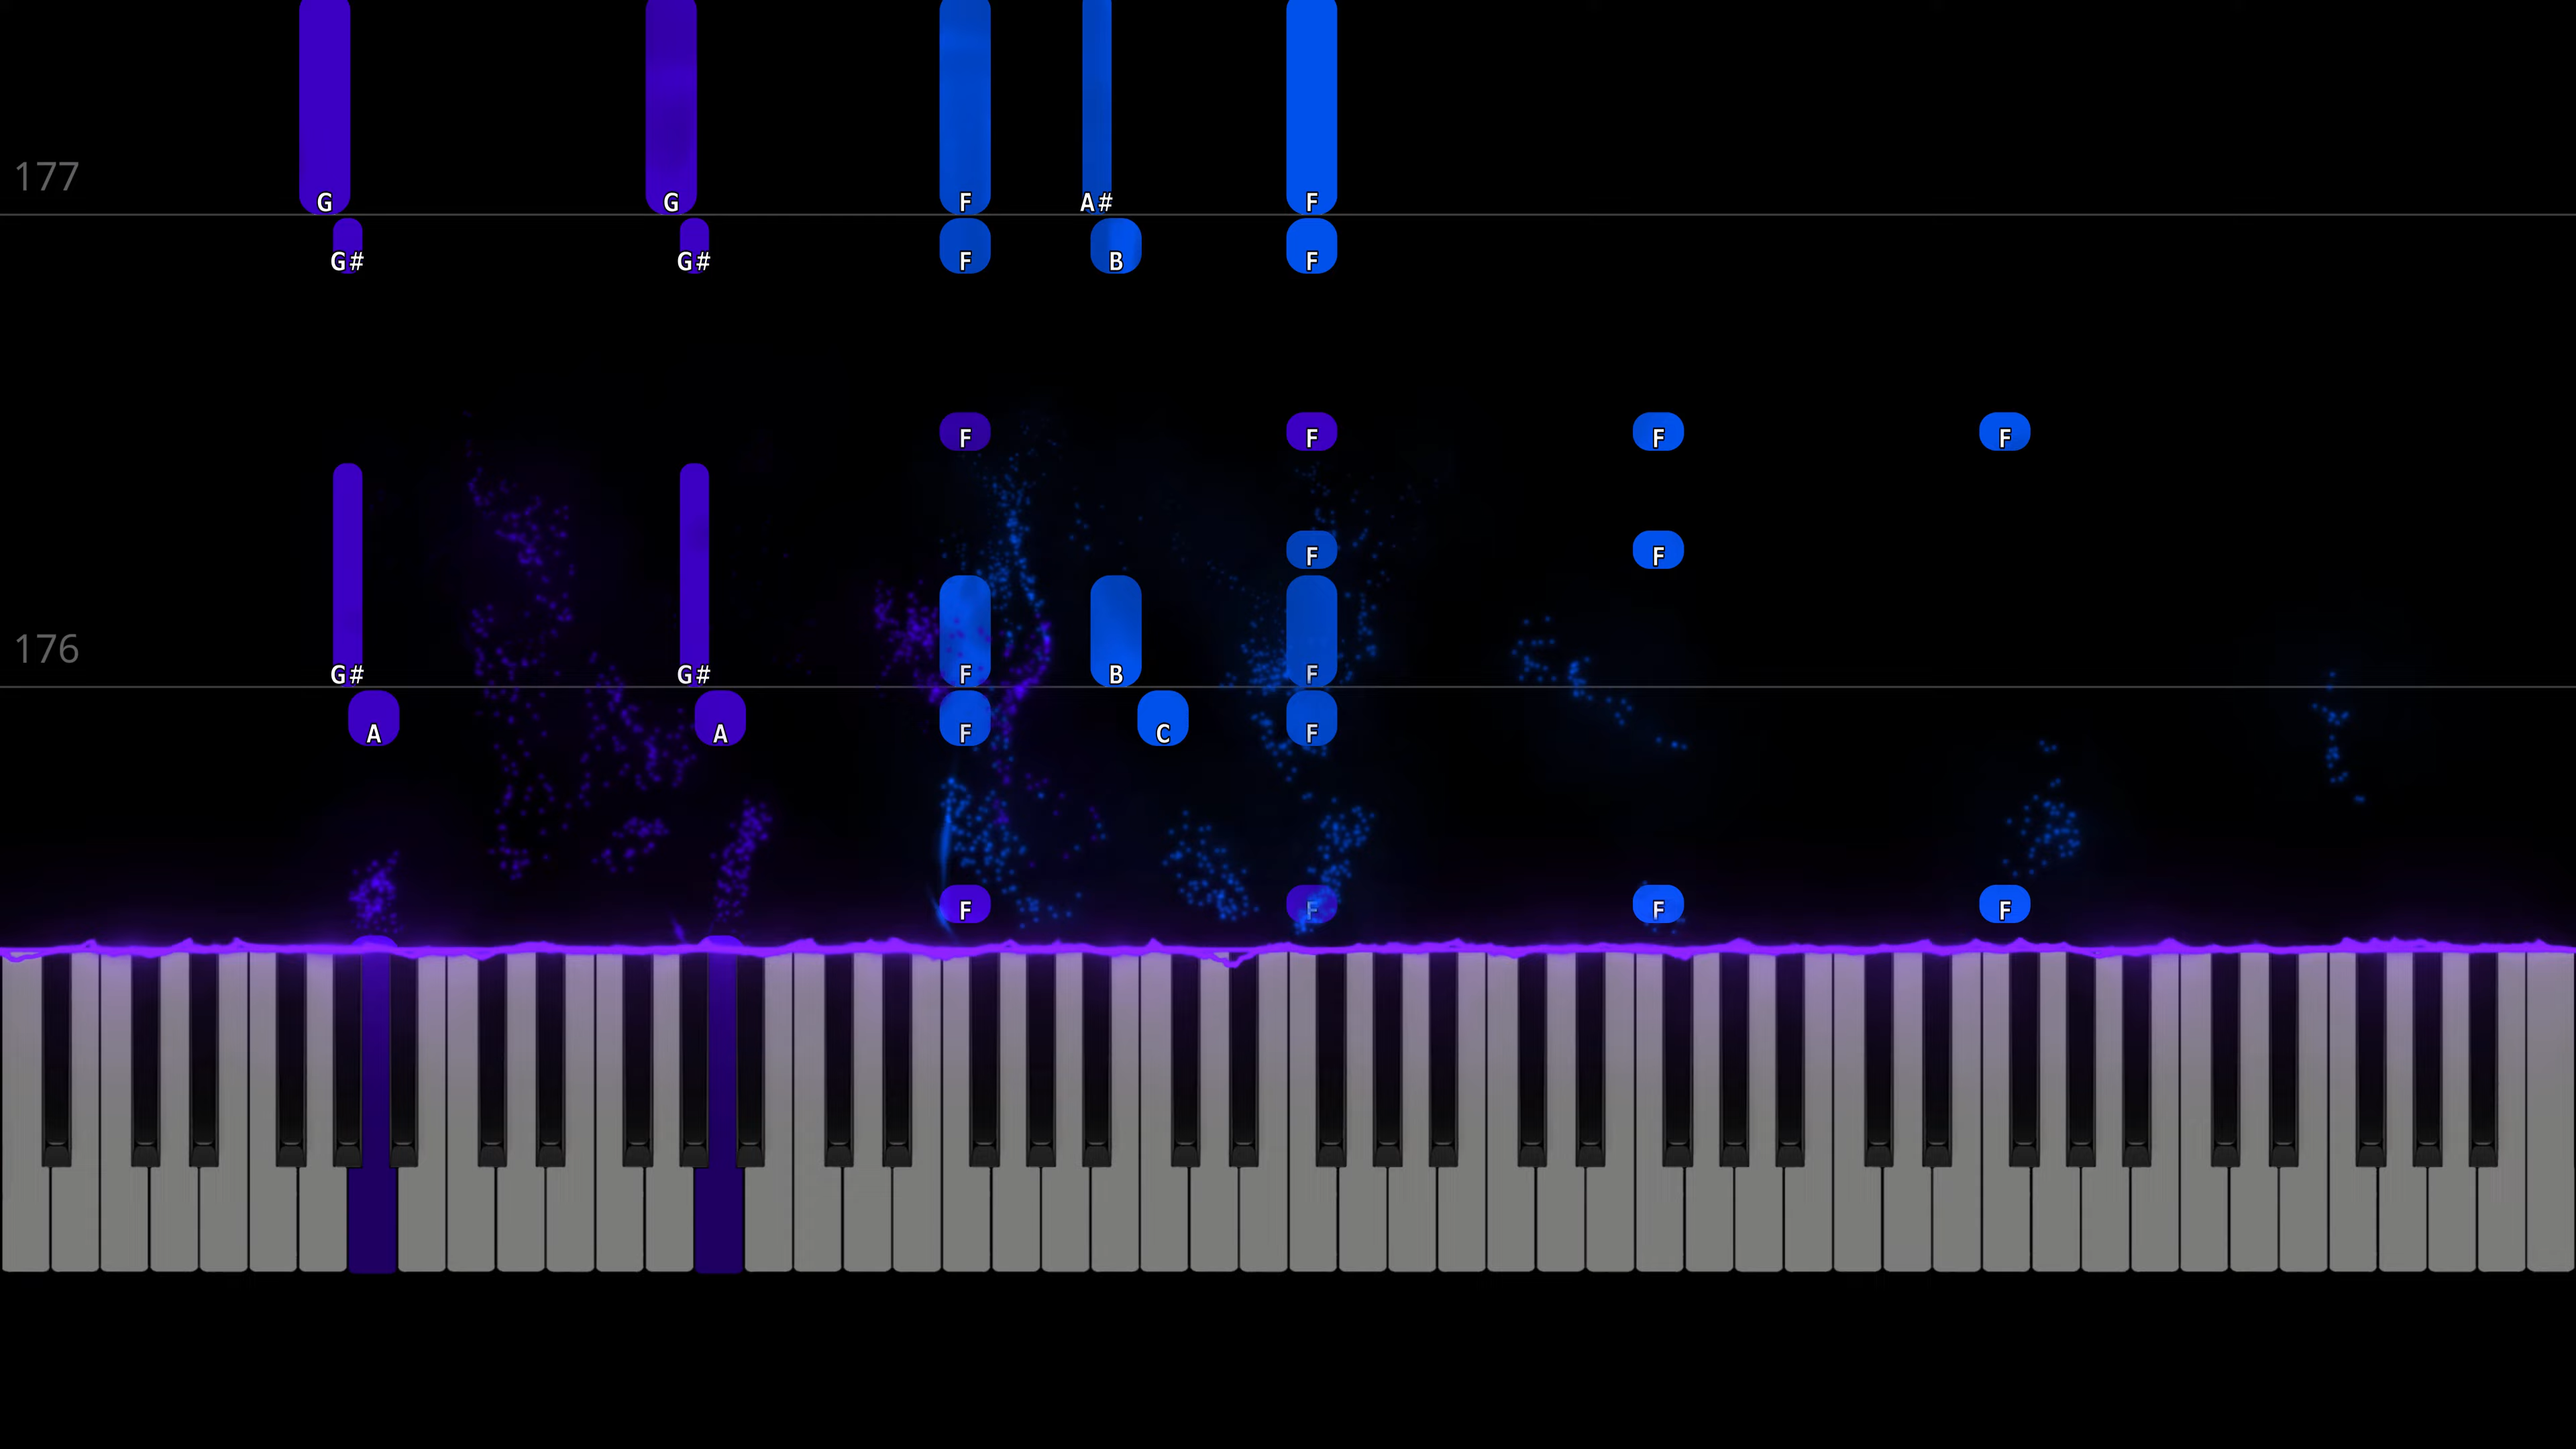 177
G G F A# F
G# G# F B F
F F F F
F F
176
G# G# F B F
A A F C F
F F F F